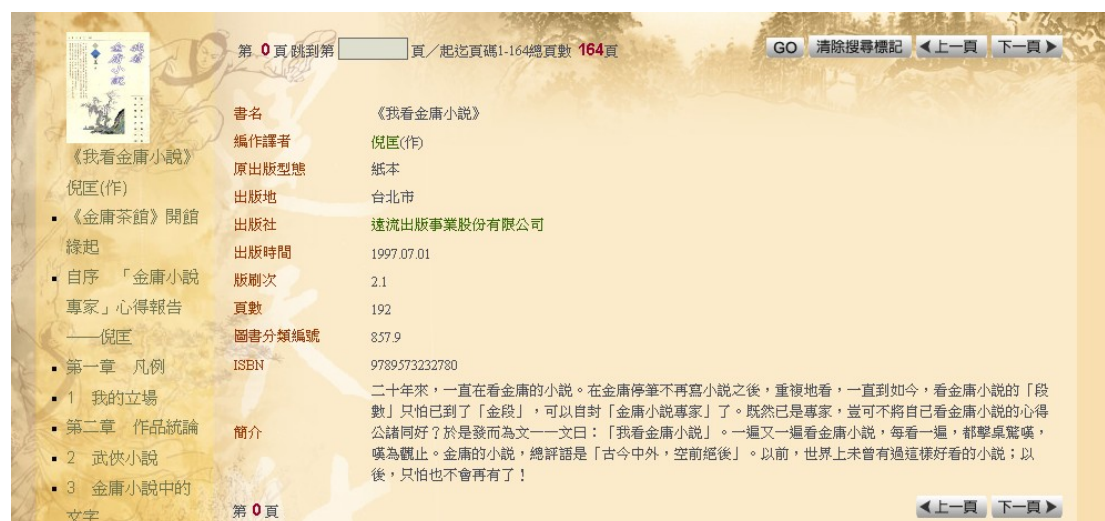 第 0 頁 跳到第 頁／起迄頁碼1-164總頁數 164頁
GO 清除搜尋標記 ◀上一頁 下一頁▶
我看
金庸小說
《我看金庸小說》
倪匡(作)
▪ 《金庸茶館》開館
緣起
▪ 自序 「金庸小說
專家」心得報告
——倪匡
▪ 第一章 凡例
▪ 1 我的立場
▪ 第二章 作品統論
▪ 2 武俠小說
▪ 3 金庸小說中的
文字
書名 《我看金庸小說》
編作譯者 倪匡(作)
原出版型態 紙本
出版地 台北市
出版社 遠流出版事業股份有限公司
出版時間 1997.07.01
版刷次 2.1
頁數 192
圖書分類編號 857.9
ISBN 9789573232780
簡介
二十年來，一直在看金庸的小說。在金庸停筆不再寫小說之後，重複地看，一直到如今，看金庸小說的「段
數」只怕已到了「金段」，可以自封「金庸小說專家」了。既然已是專家，豈可不將自己看金庸小說的心得
公諸同好？於是發而為文——文曰：「我看金庸小說」。一遍又一遍看金庸小說，每看一遍，都擊桌驚嘆，
嘆為觀止。金庸的小說，總評語是「古今中外，空前絕後」。以前，世界上未曾有過這樣好看的小說；以
後，只怕也不會再有了！
第 0 頁
◀上一頁 下一頁▶